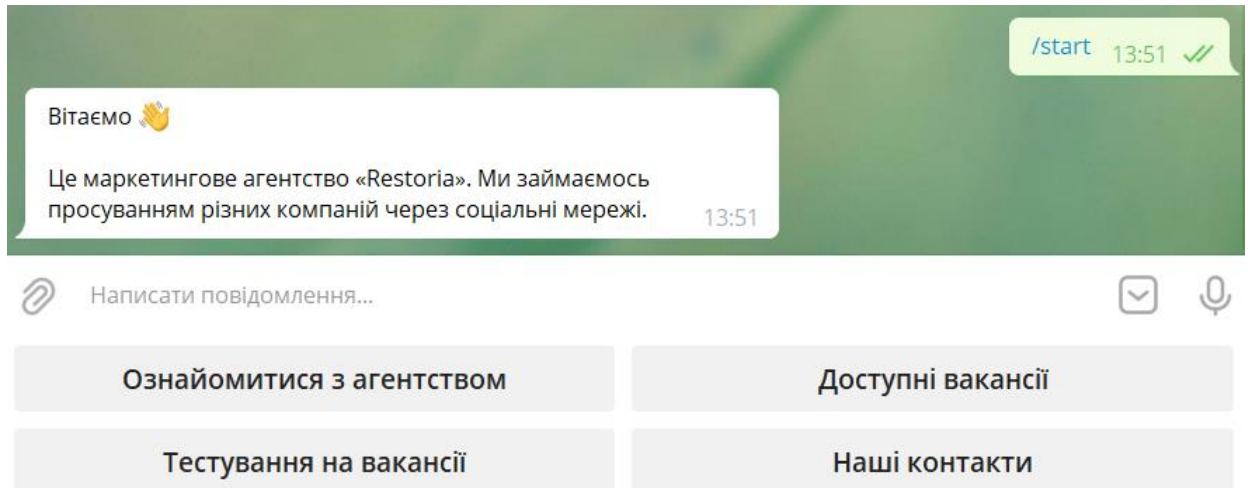 /start 13:51
Вітаємо 👋
Це маркетингове агентство «Restoria». Ми займаємось
просуванням різних компаній через соціальні мережі. 13:51
Написати повідомлення...
Ознайомитися з агентством
Доступні вакансії
Тестування на вакансії
Наші контакти